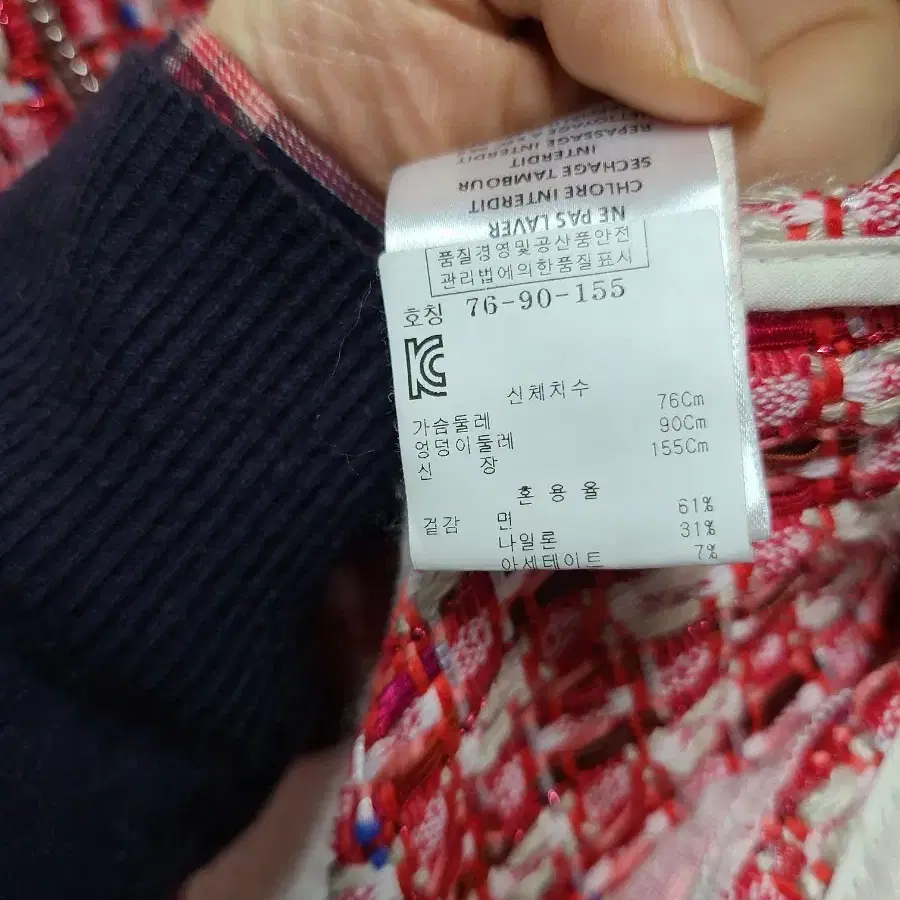 NETTOYAGE A
REPASSAGE INTERDIT
INTERDIT
SECHAGE TAMBOUR
CHLORE INTERDIT
NE PAS LAVER
품질경영및공산품안전
관리법에의한품질표시
호칭 76-90-155
신체치수
가슴둘레 76Cm
엉덩이둘레 90Cm
신 장 155Cm
혼 용 율
겉감 면 61%
나일론 31%
아세테이트 7%